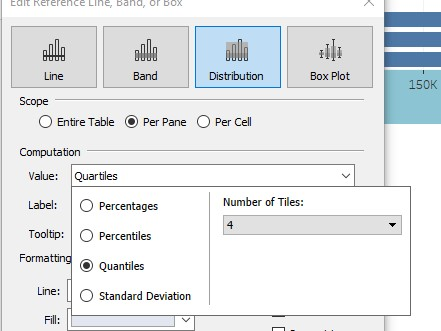 Edit Reference Line, Band, or Box
Line Band Distribution Box Plot
Scope
Entire Table Per Pane Per Cell
150K
Computation
Value: Quartiles
Label:
Tooltip:
Formatting
Line:
Fill:
Percentages
Percentiles
Quantiles
Standard Deviation
Number of Tiles:
4